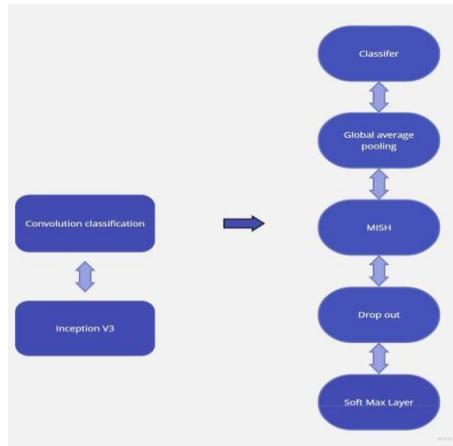 Classifer
Global average
pooling
Convolution classification
MISH
Inception V3
Drop out
Soft Max Layer